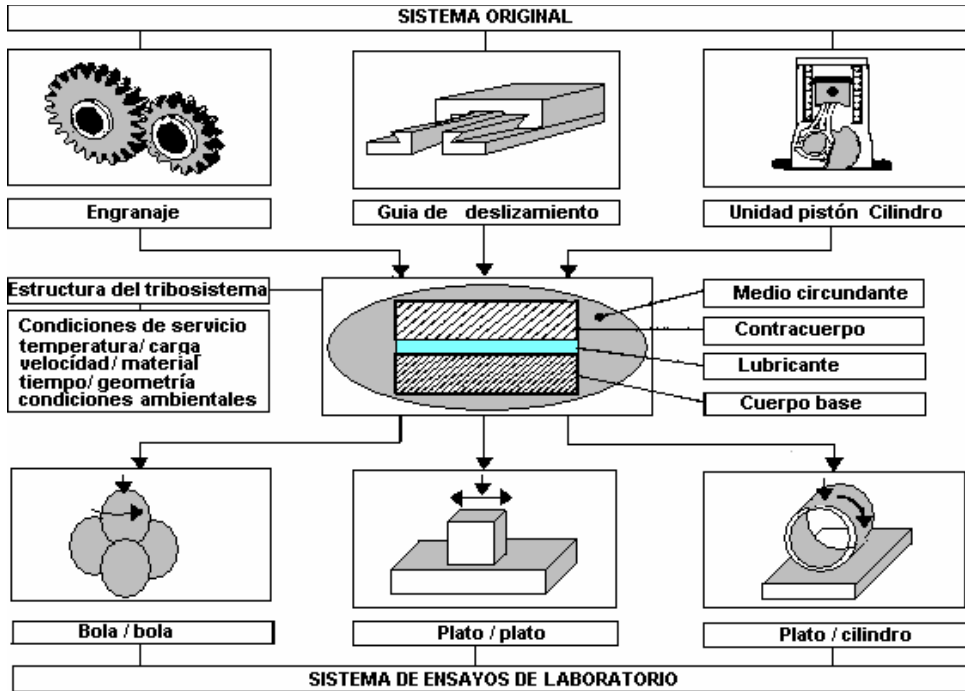 SISTEMA ORIGINAL
Engranaje
Guia de deslizamiento
Unidad pistón Cilindro
Estructura del tribosistema
Condiciones de servicio
temperatura/ carga
velocidad/ material
tiempo/ geometría
condiciones ambientales
Medio circundante
Contracuerpo
Lubricante
Cuerpo base
Bola / bola
Plato / plato
Plato / cilindro
SISTEMA DE ENSAYOS DE LABORATORIO